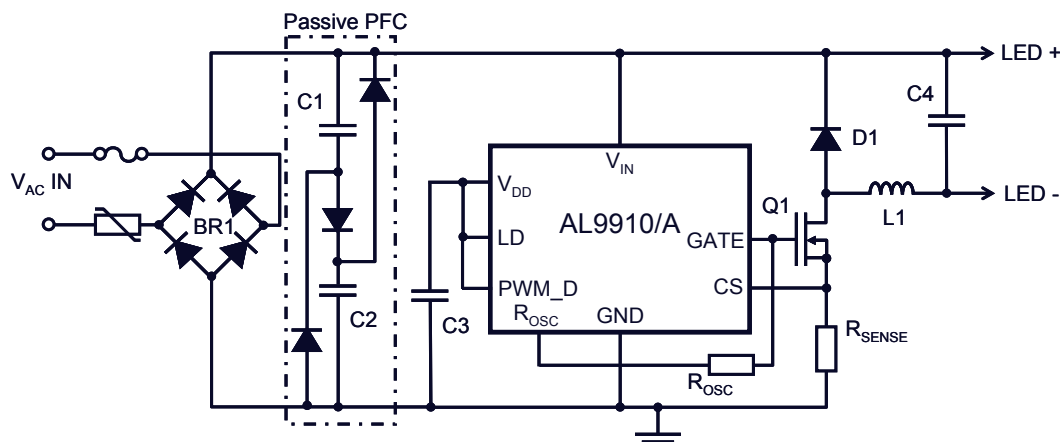 Passive PFC
LED +
C1
C4
D1
V_AC IN
V_IN
V_DD
Q1
LED -
BR1
AL9910/A
L1
LD
GATE
PWM_D
CS
C2
C3
R_OSC
GND
R_SENSE
R_OSC